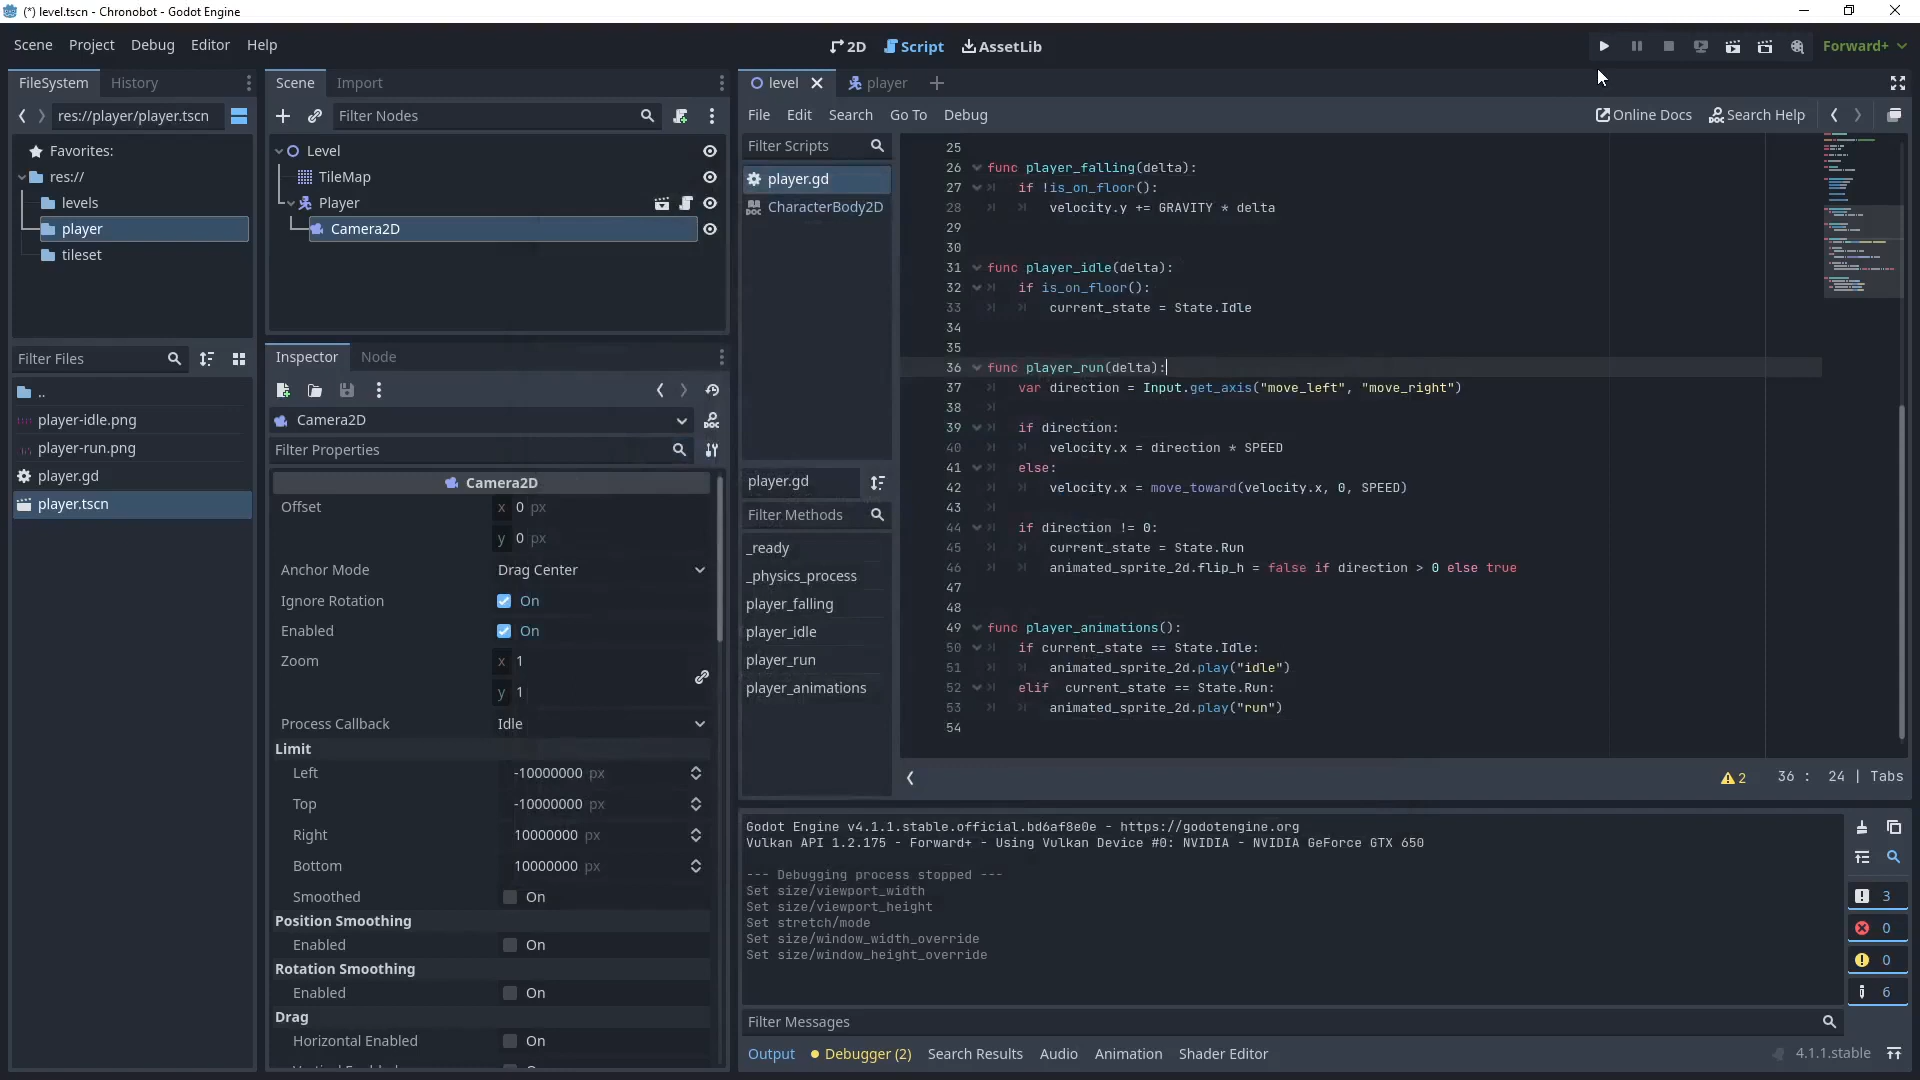 (*) level.tscn - Chronobot - Godot Engine
Scene Project Debug Editor Help
2D Script AssetLib
Forward+
FileSystem History
res://player/player.tscn
Favorites:
res://
levels
player
tileset
Filter Files
..
player-idle.png
player-run.png
player.gd
player.tscn
Scene Import
Filter Nodes
Level
TileMap
Player
Camera2D
Inspector Node
Camera2D
Filter Properties
Camera2D
Offset x 0 px
y 0 px
Anchor Mode Drag Center
Ignore Rotation On
Enabled On
Zoom x 1
y 1
Process Callback Idle
Limit
Left -10000000 px
Top -10000000 px
Right 10000000 px
Bottom 10000000 px
Smoothed On
Position Smoothing
Enabled On
Rotation Smoothing
Enabled On
Drag
Horizontal Enabled On
level player
File Edit Search Go To Debug
Online Docs Search Help
Filter Scripts
player.gd
CharacterBody2D
player.gd
Filter Methods
_ready
_physics_process
player_falling
player_idle
player_run
player_animations
25
26 func player_falling(delta):
27 if !is_on_floor():
28 velocity.y += GRAVITY * delta
29
30
31 func player_idle(delta):
32 if is_on_floor():
33 current_state = State.Idle
34
35
36 func player_run(delta):
37 var direction = Input.get_axis("move_left", "move_right")
38
39 if direction:
40 velocity.x = direction * SPEED
41 else:
42 velocity.x = move_toward(velocity.x, 0, SPEED)
43
44 if direction != 0:
45 current_state = State.Run
46 animated_sprite_2d.flip_h = false if direction > 0 else true
47
48
49 func player_animations():
50 if current_state == State.Idle:
51 animated_sprite_2d.play("idle")
52 elif  current_state == State.Run:
53 animated_sprite_2d.play("run")
54
2 36 : 24 | Tabs
Godot Engine v4.1.1.stable.official.bd6af8e0e - https://godotengine.org
Vulkan API 1.2.175 - Forward+ - Using Vulkan Device #0: NVIDIA - NVIDIA GeForce GTX 650
--- Debugging process stopped ---
Set size/viewport_width
Set size/viewport_height
Set stretch/mode
Set size/window_width_override
Set size/window_height_override
3
0
0
6
Filter Messages
Output Debugger (2) Search Results Audio Animation Shader Editor
4.1.1.stable